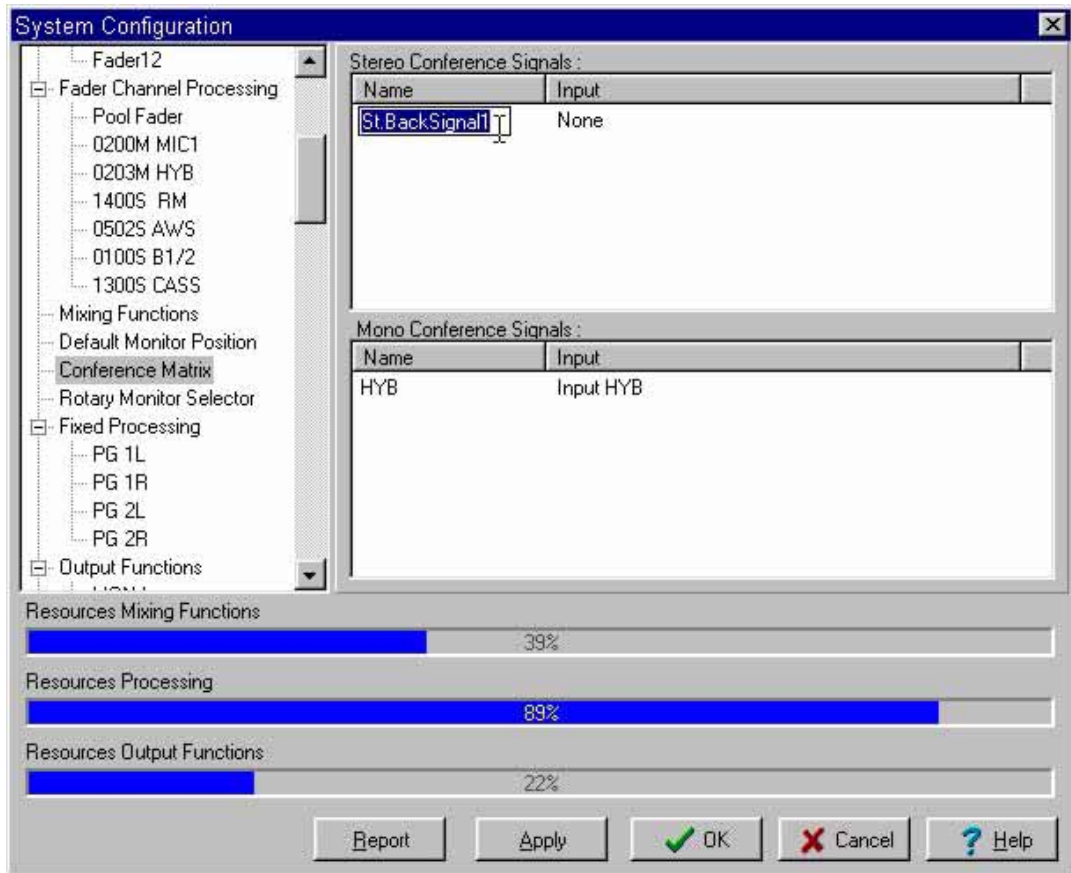 System Configuration
Fader12
Fader Channel Processing
Pool Fader
0200M MIC1
0203M HYB
1400S RM
0502S AWS
0100S B1/2
1300S CASS
Mixing Functions
Default Monitor Position
Conference Matrix
Rotary Monitor Selector
Fixed Processing
PG 1L
PG 1R
PG 2L
PG 2R
Output Functions
Stereo Conference Signals :
Name Input
St.BackSignal1 None
Mono Conference Signals :
Name Input
HYB Input HYB
Resources Mixing Functions
39%
Resources Processing
89%
Resources Output Functions
22%
Report Apply OK Cancel ? Help